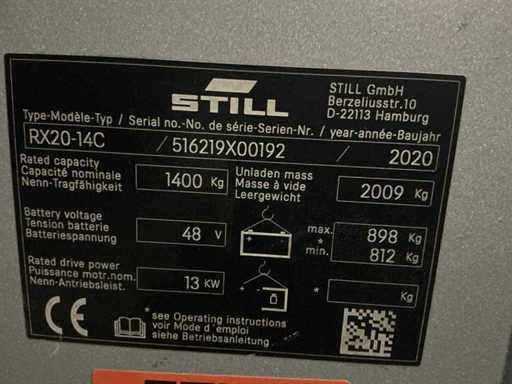 STILL
STILL GmbH
Berzeliusstr.10
D-22113 Hamburg
Type-Modèle-Typ / Serial no.-No. de série-Serien-Nr. / year-année-Baujahr
RX20-14C / 516219X00192 / 2020
Rated capacity
Capacité nominale
Nenn-Tragfähigkeit
1400 Kg
Unladen mass
Masse à vide
Leergewicht
2009 Kg
Battery voltage
Tension batterie
Batteriespannung
48 V
max. 898 Kg
*
min. 812 Kg
Rated drive power
Puissance motr.nom.
Nenn-Antriebsleist.
13 KW
* Kg
CE
*see Operating instructions
voir Mode d´emploi
siehe Betriebsanleitung